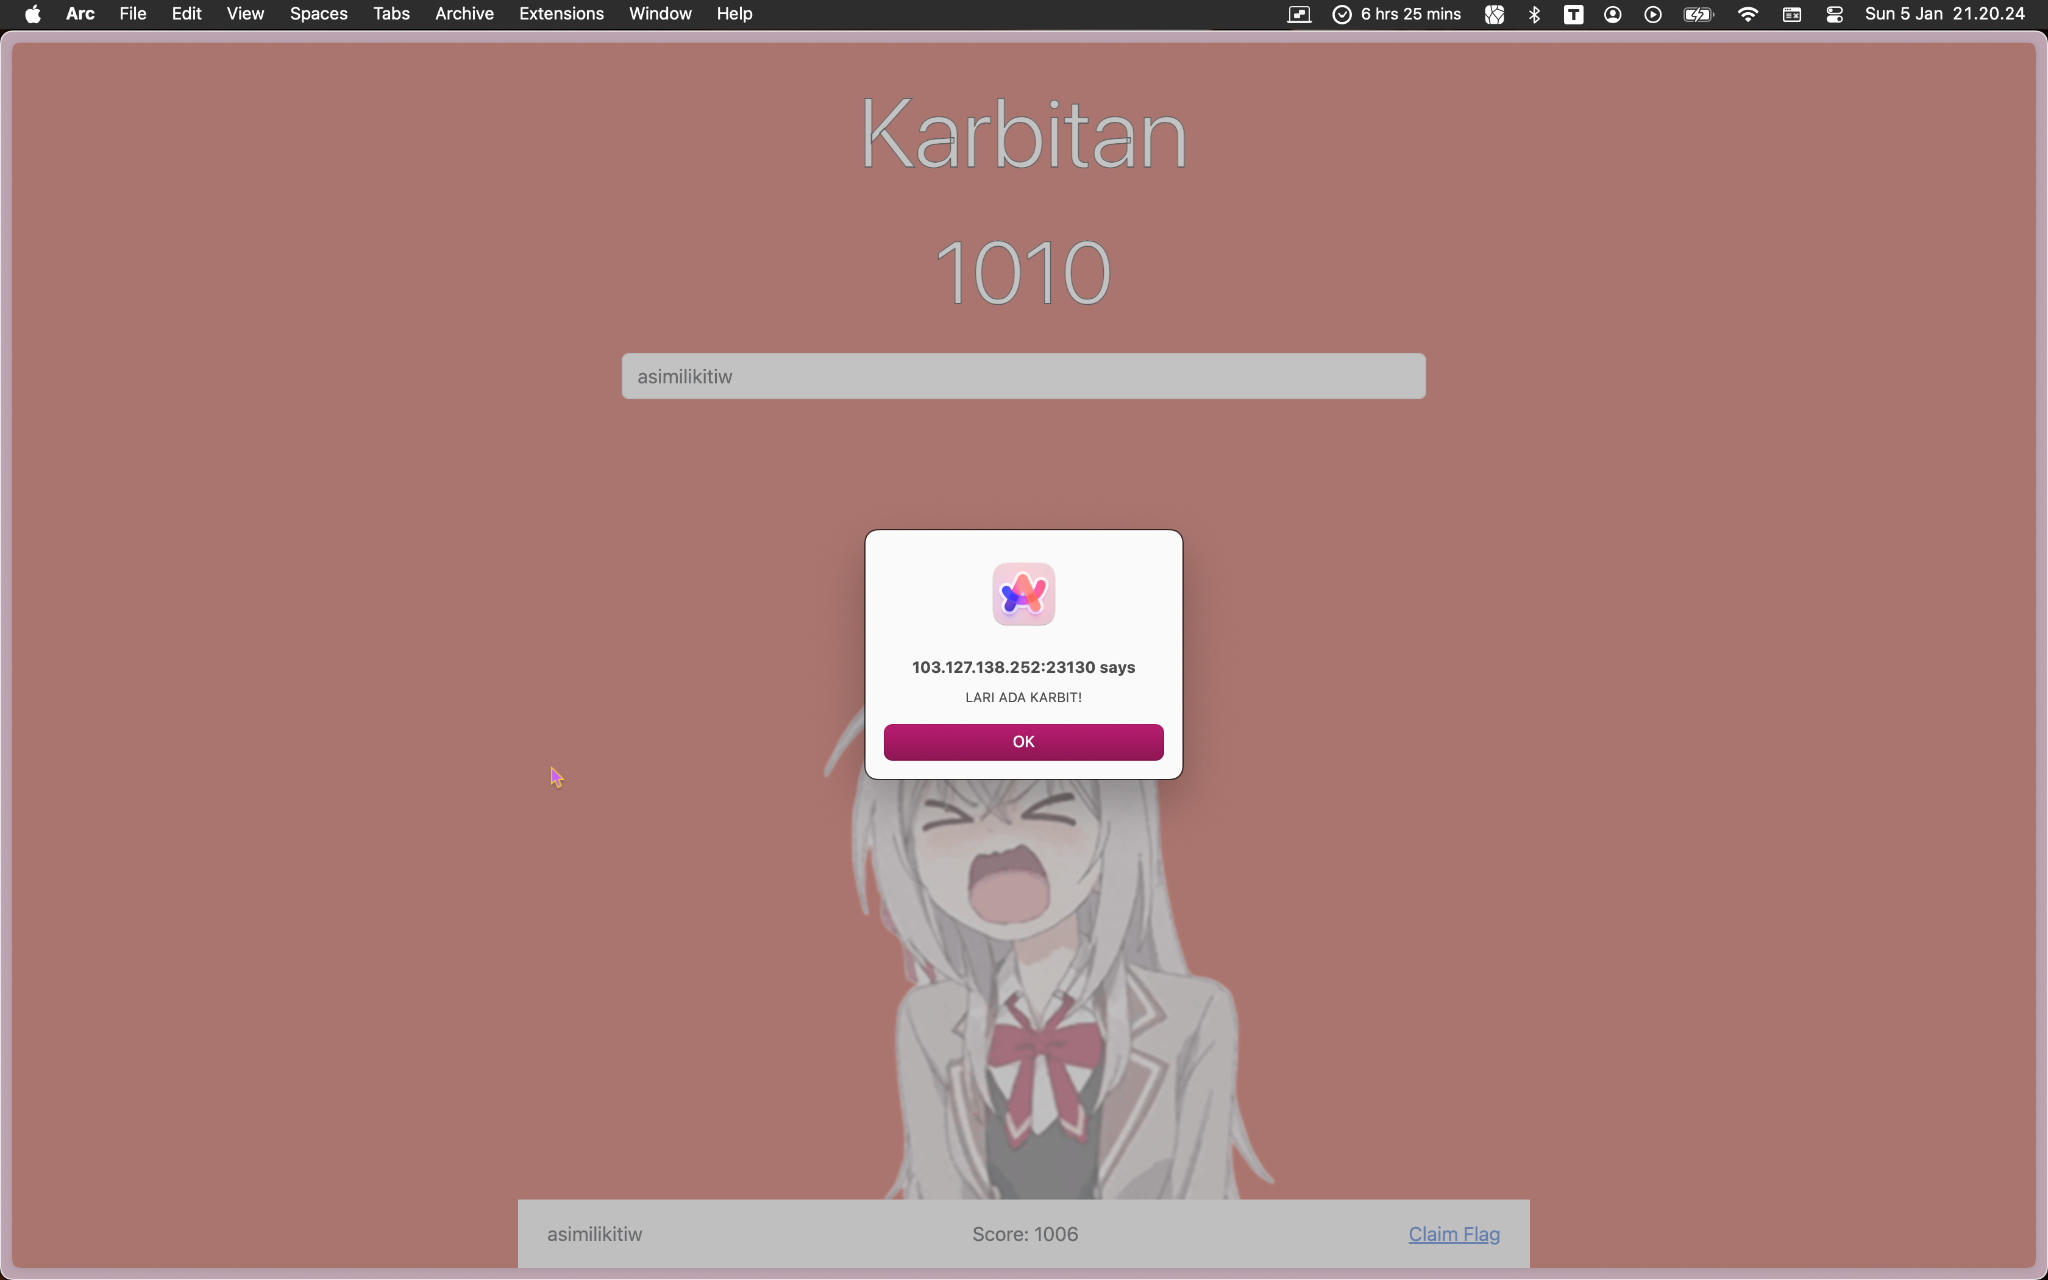 Arc File Edit View Spaces Tabs Archive Extensions Window Help 6 hrs 25 mins T Sun 5 Jan 21.20.24
Karbitan
1010
asimilikitiw
103.127.138.252:23130 says
LARI ADA KARBIT!
OK
asimilikitiw Score: 1006 Claim Flag